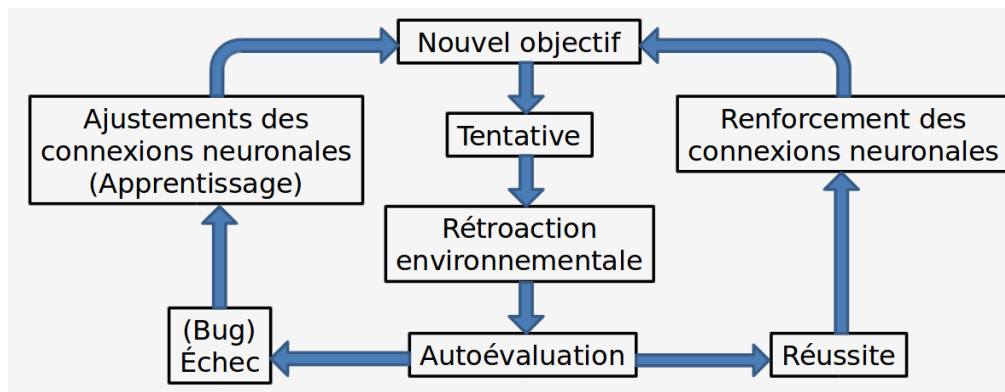 Nouvel objectif
Ajustements des
connexions neuronales
(Apprentissage)
Tentative
Renforcement des
connexions neuronales
Rétroaction
environnementale
(Bug)
Échec
Autoévaluation
Réussite